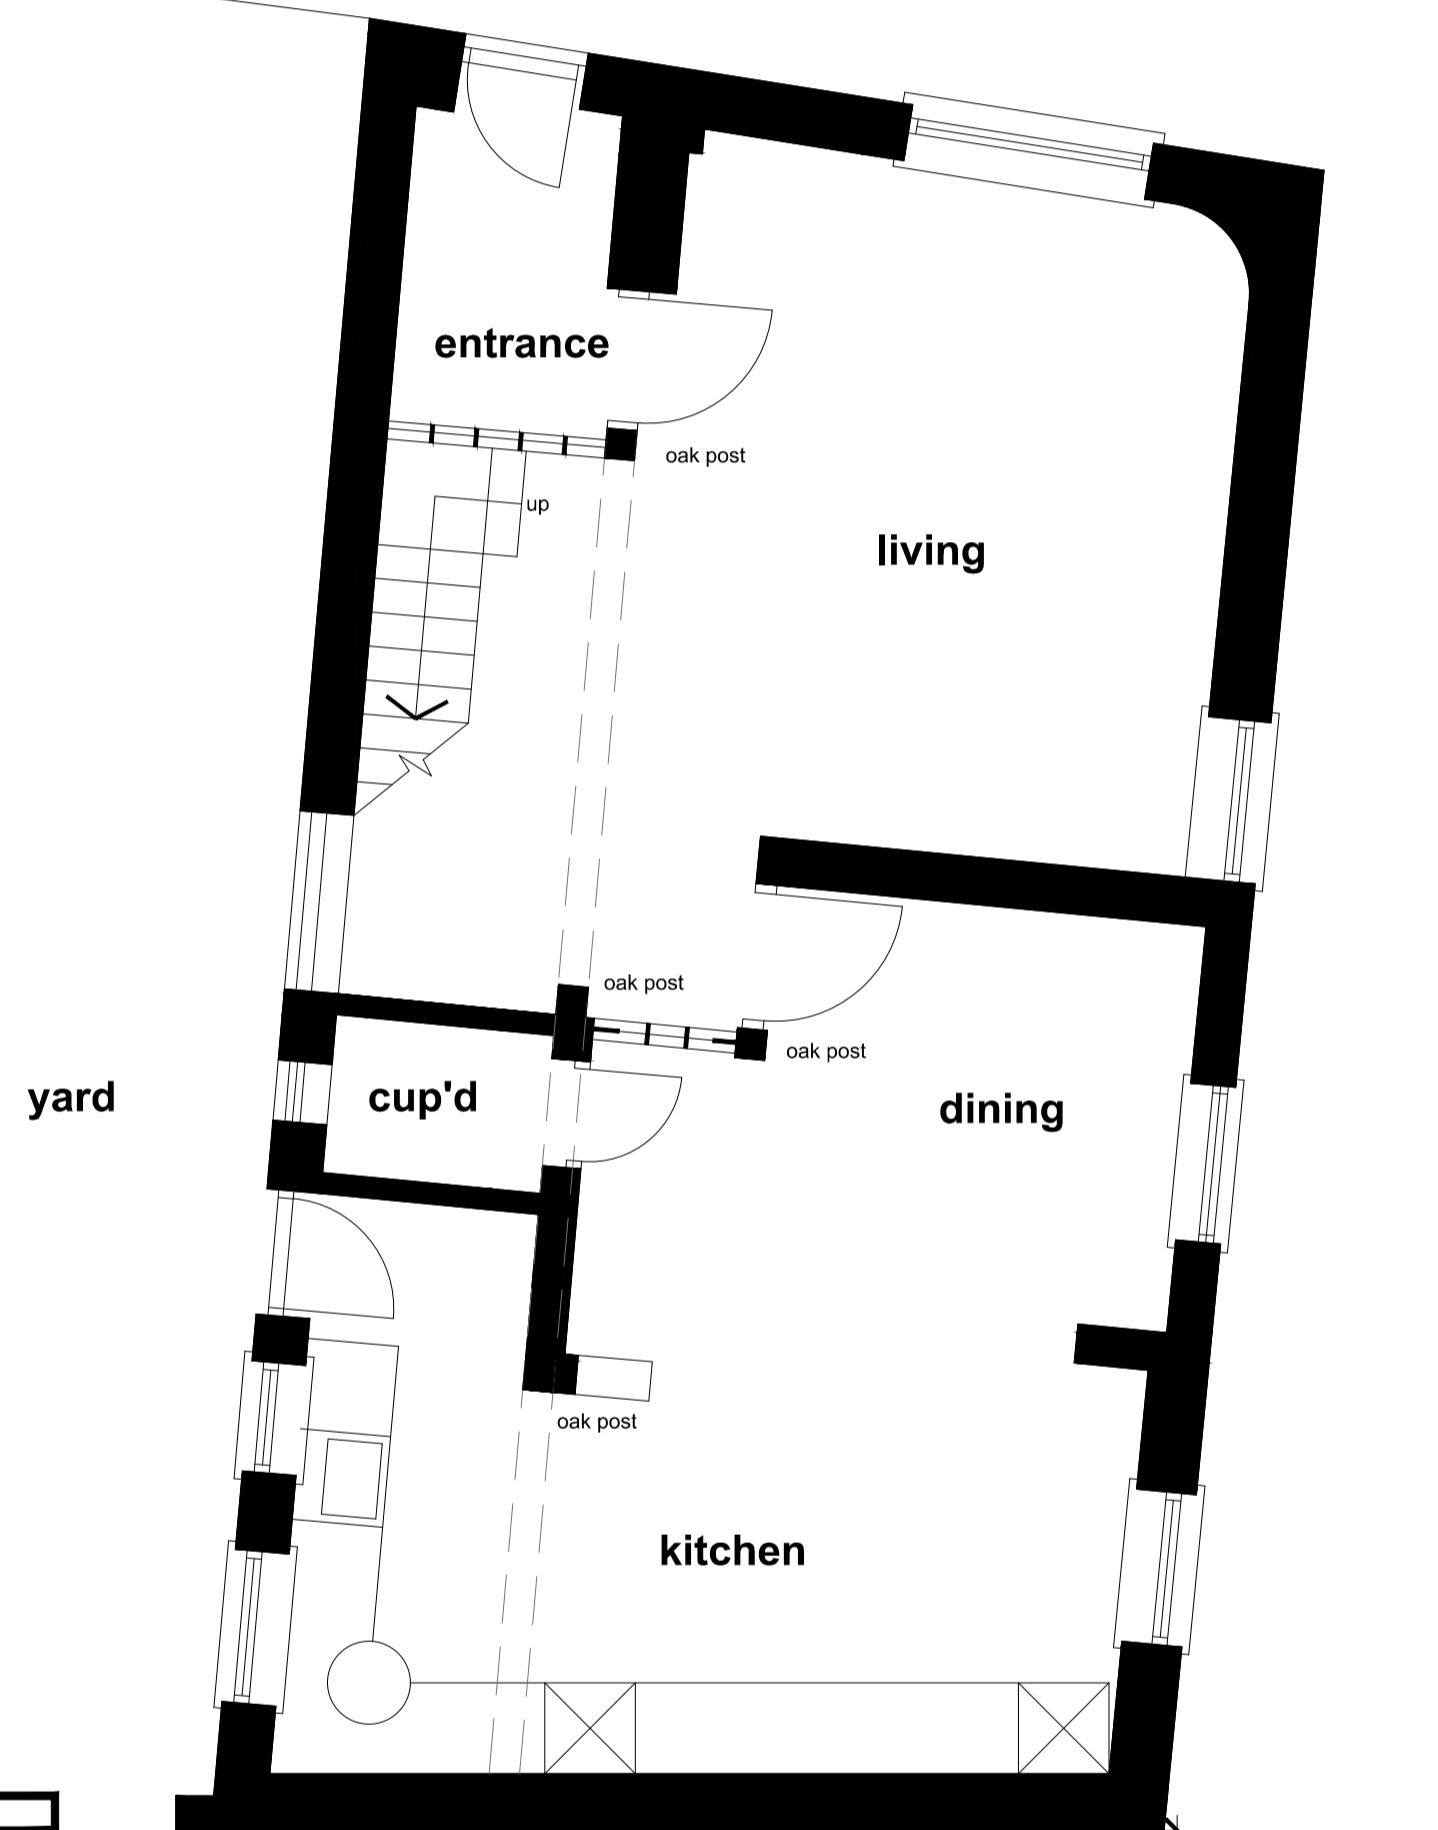 entrance
oak post
up
living
oak post
oak post
yard
cup'd
dining
oak post
kitchen